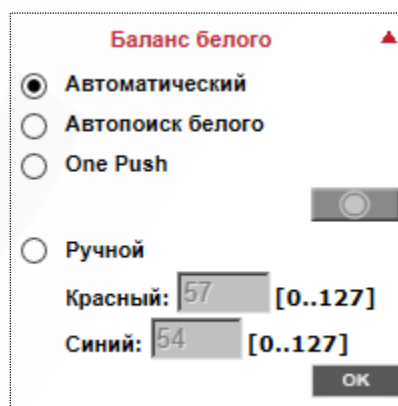 Баланс белого
Автоматический
Автопоиск белого
One Push
Ручной
Красный: 57 [0..127]
Синий: 54 [0..127]
OK